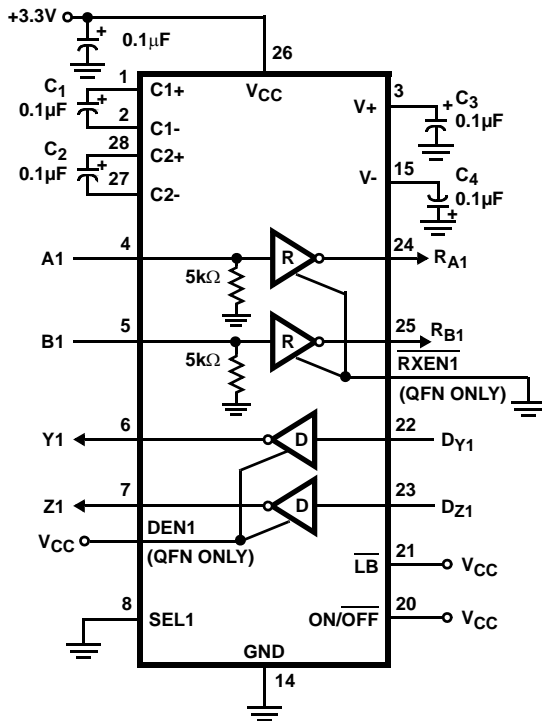 +3.3V
0.1μF
26
1
C1
0.1μF
C1+
VCC
3
V+
C3
0.1μF
2
C1-
28
C2
0.1μF
C2+
27
C2-
15
V-
C4
0.1μF
A1
4
R
24
RA1
5kΩ
B1
5
R
25
RB1
5kΩ
RXEN1
(QFN ONLY)
Y1
6
D
22
DY1
Z1
7
D
23
DZ1
VCC
DEN1
(QFN ONLY)
LB
21
VCC
8
SEL1
ON/OFF
20
VCC
GND
14